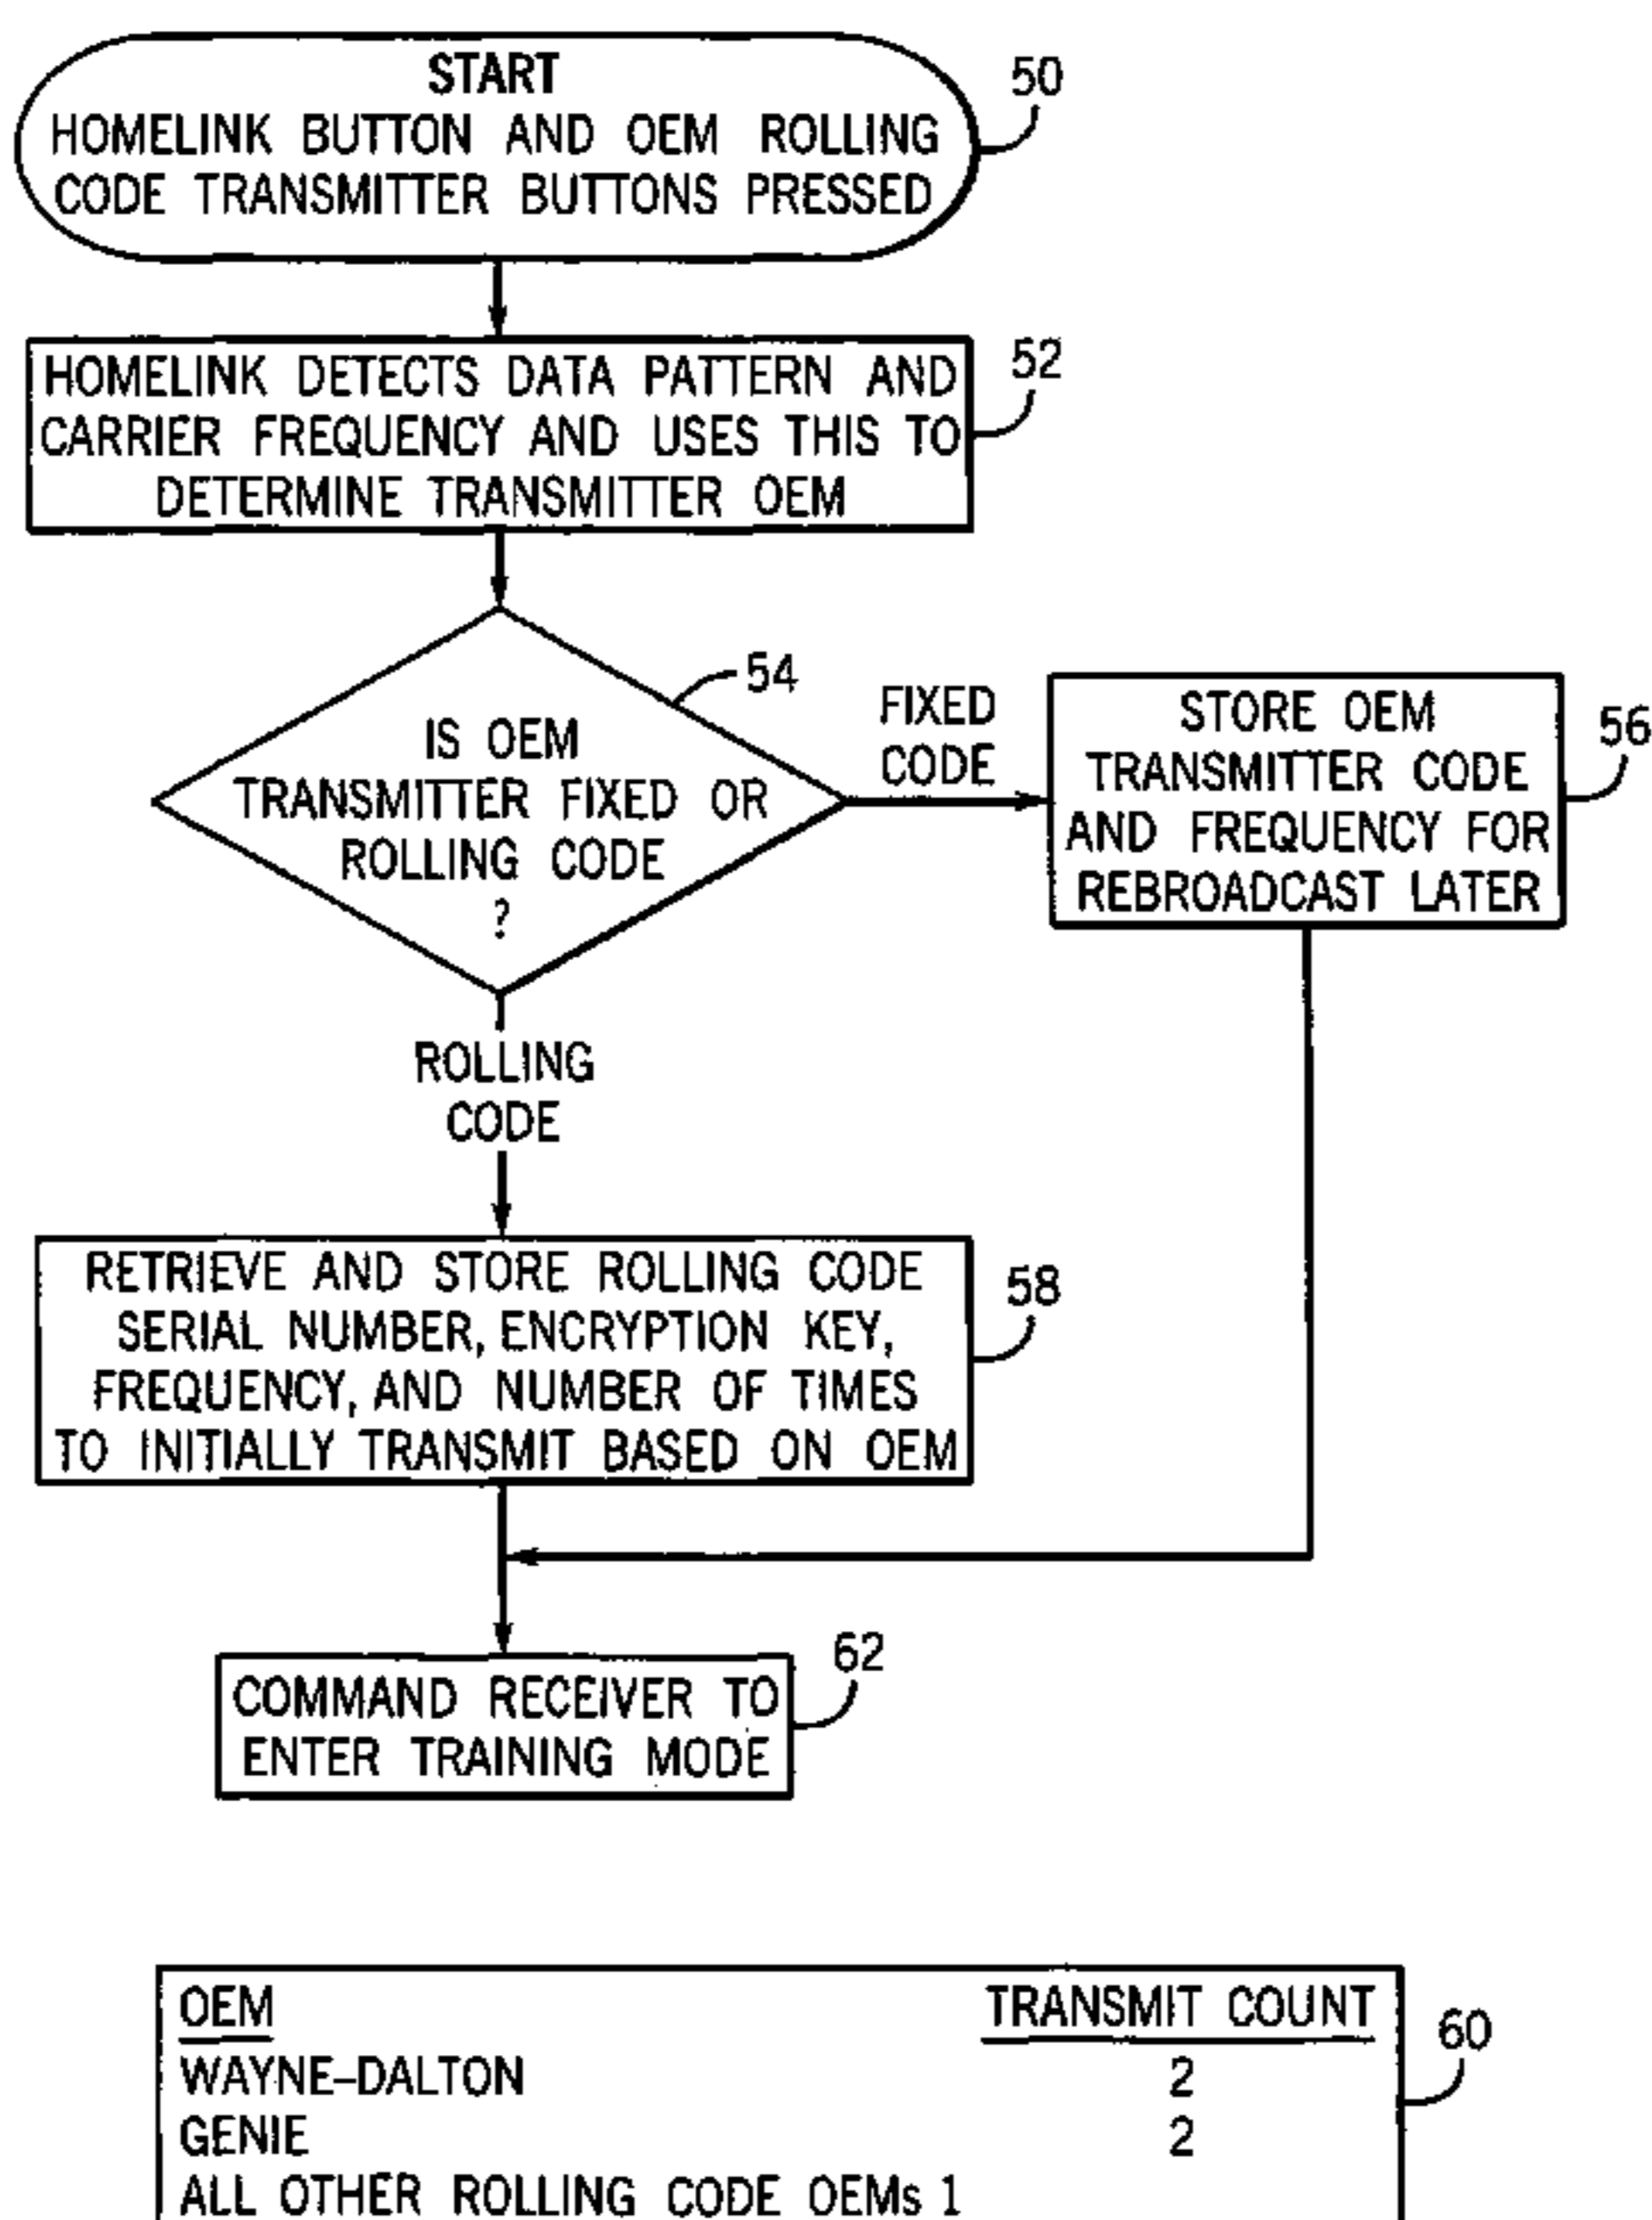 START
HOMELINK BUTTON AND OEM ROLLING
CODE TRANSMITTER BUTTONS PRESSED
50
HOMELINK DETECTS DATA PATTERN AND
CARRIER FREQUENCY AND USES THIS TO
DETERMINE TRANSMITTER OEM
52
IS OEM
TRANSMITTER FIXED OR
ROLLING CODE
?
54
FIXED
CODE
STORE OEM
TRANSMITTER CODE
AND FREQUENCY FOR
REBROADCAST LATER
56
ROLLING
CODE
RETRIEVE AND STORE ROLLING CODE
SERIAL NUMBER, ENCRYPTION KEY,
FREQUENCY, AND NUMBER OF TIMES
TO INITIALLY TRANSMIT BASED ON OEM
58
COMMAND RECEIVER TO
ENTER TRAINING MODE
62
OEM TRANSMIT COUNT
WAYNE–DALTON 2
GENIE 2
ALL OTHER ROLLING CODE OEMs 1
60